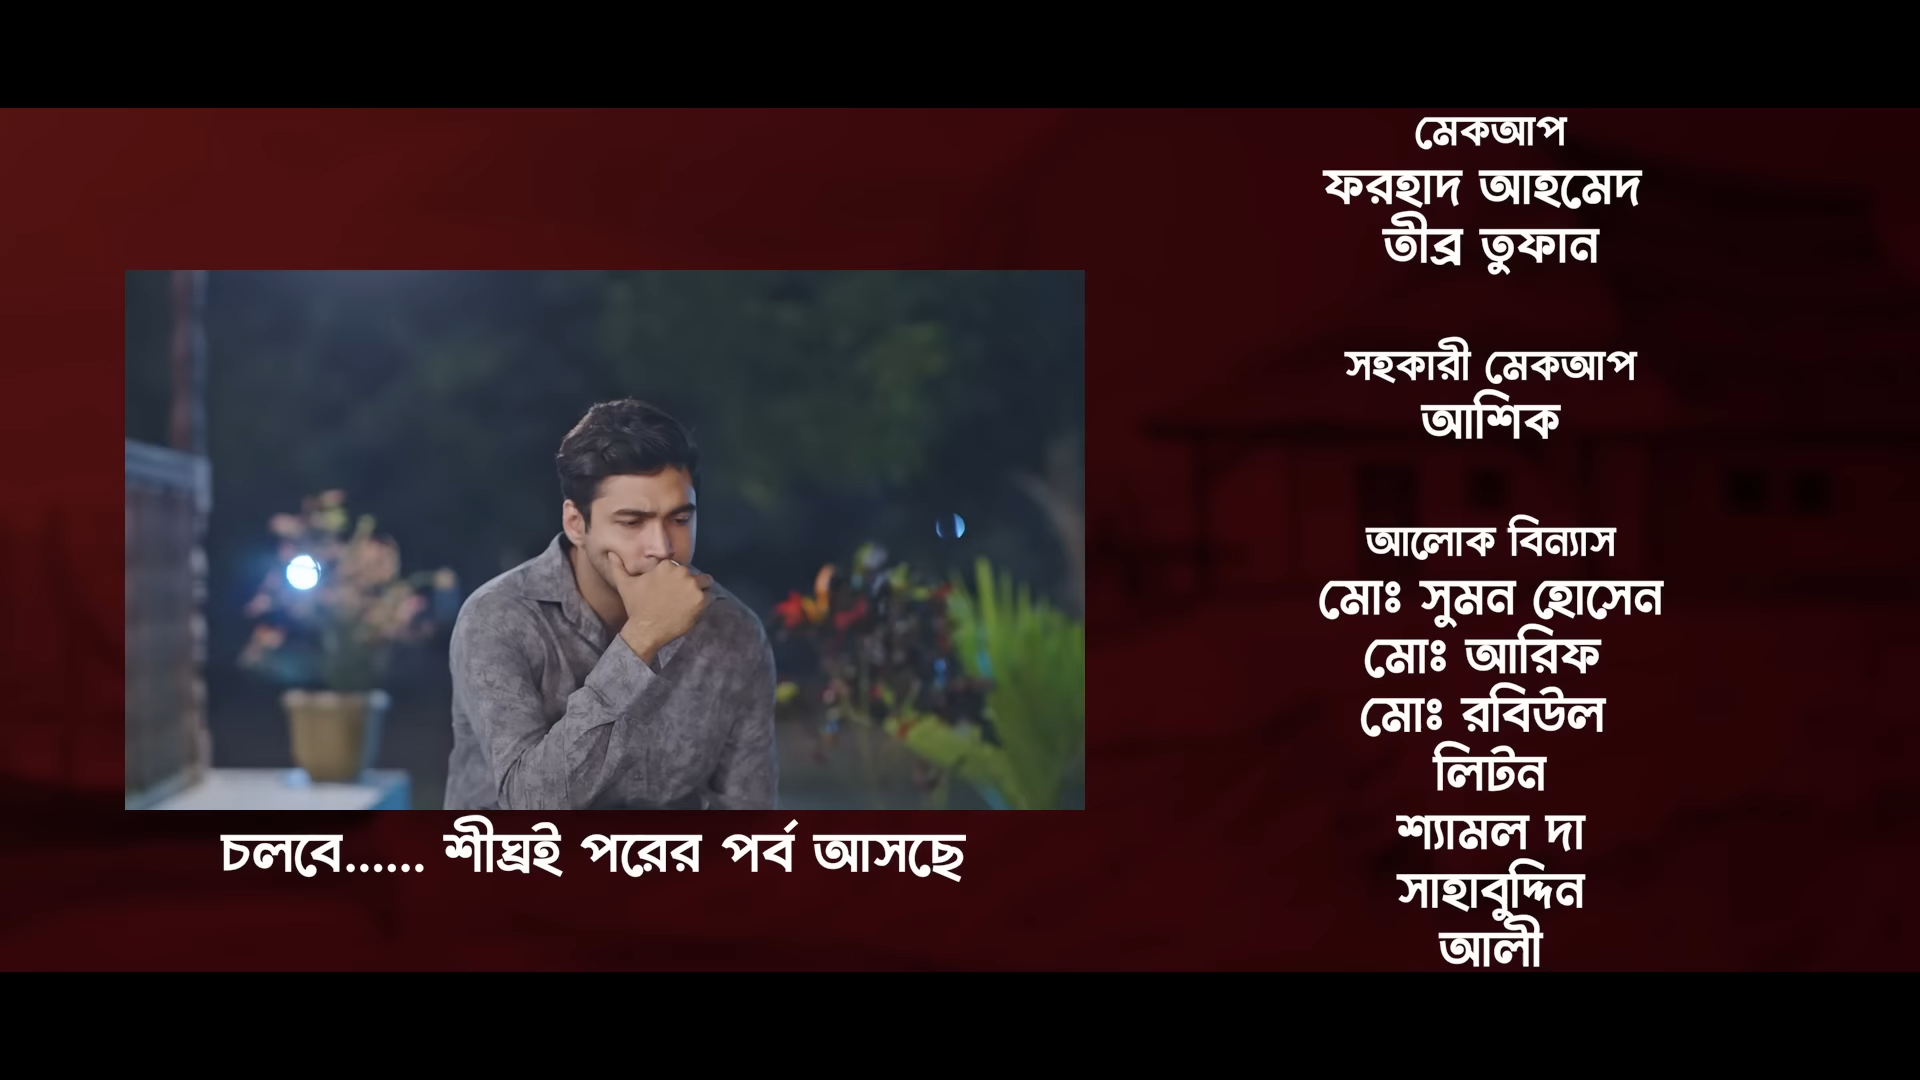 মেকআপ
ফরহাদ আহমেদ
তীব্র তুফান
সহকারী মেকআপ
আশিক
আলোক বিন্যাস
মোঃ সুমন হোসেন
মোঃ আরিফ
মোঃ রবিউল
লিটন
শ্যামল দা
সাহাবুদ্দিন
আলী
চলবে...... শীঘ্রই পরের পর্ব আসছে